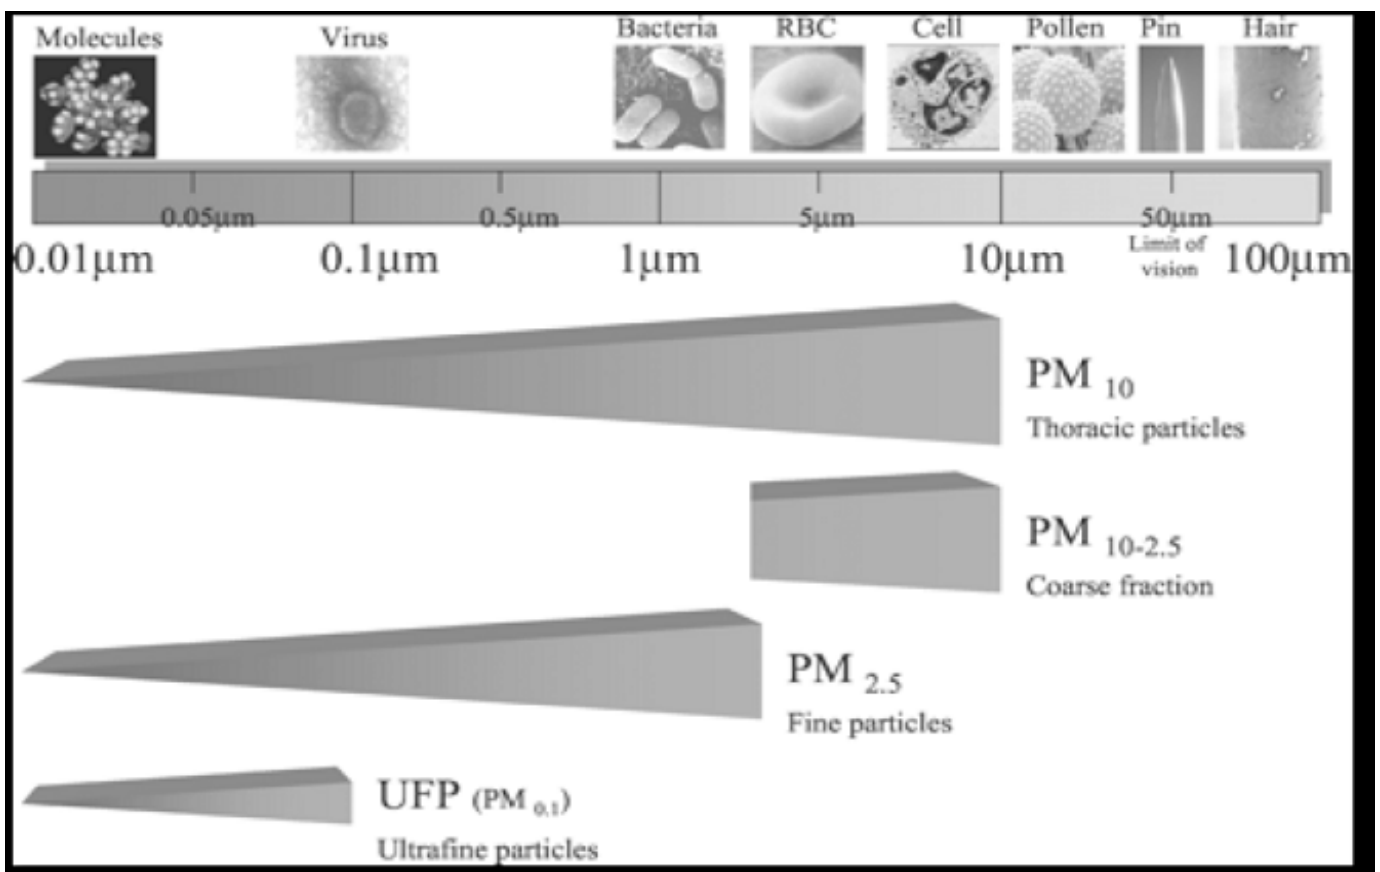 Molecules
Virus
Bacteria
RBC
Cell
Pollen
Pin
Hair
0.05µm
0.5µm
5µm
50µm
0.01µm
0.1µm
1µm
10µm
Limit of
vision
100µm
PM 10
Thoracic particles
PM 10-2.5
Coarse fraction
PM 2.5
Fine particles
UFP (PM 0.1)
Ultrafine particles